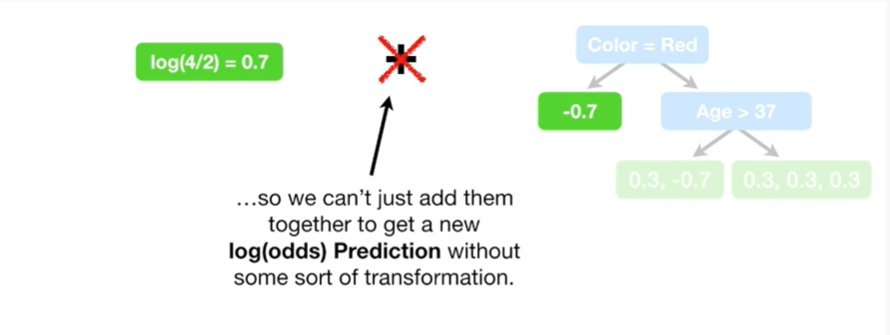 log(4/2) = 0.7
+
Color = Red
-0.7
Age > 37
0.3, -0.7
0.3, 0.3, 0.3
…so we can’t just add them
together to get a new
log(odds) Prediction without
some sort of transformation.